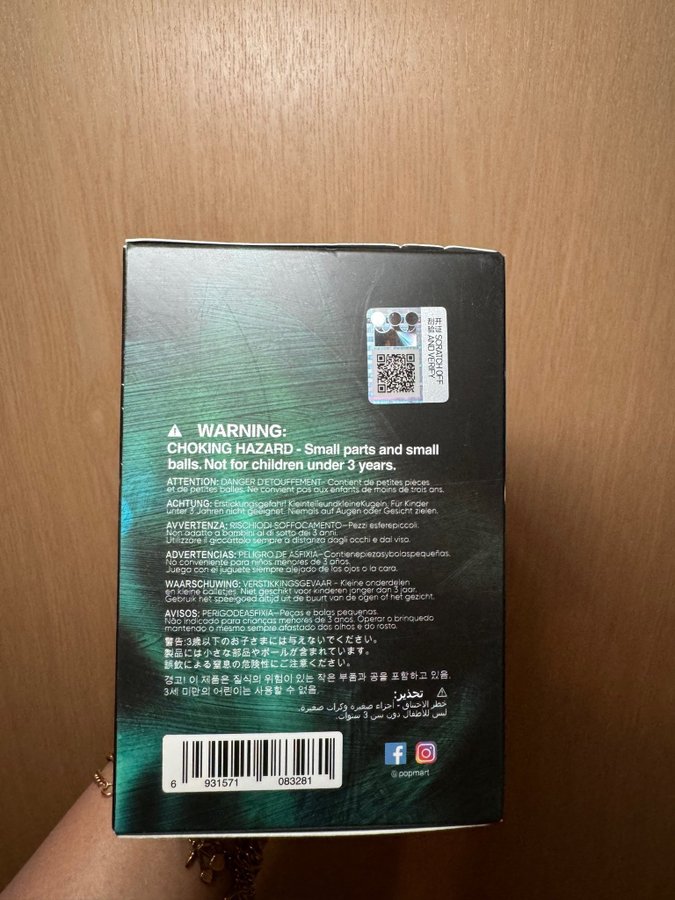 开盒刮验 SCRATCH OFF
AND VERIFY
WARNING:
CHOKING HAZARD - Small parts and small
balls. Not for children under 3 years.
ATTENTION: DANGER D'ETOUFFEMENT- Contient de petites pièces
et de petites balles. Ne convient pas aux enfants de moins de trois ans.
ACHTUNG: Erstickungsgefahr! KleinteileundkleineKugeln. Für Kinder
unter 3 Jahren nicht geeignet. Niemals auf Augen oder Gesicht zielen.
AVVERTENZA: RISCHIODI SOFFOCAMENTO—Pezzi esferepiccoli.
Non adatto a bambini al di sotto dei 3 anni.
Utilizzare il giocattolo sempre a distanza dagli occhi e dal viso.
ADVERTENCIAS: PELIGRO DE ASFIXIA—Contienepiezasybolaspequeñas.
No conveniente para niños menores de 3 años.
Juega con el juguete siempre alejado de los ojos o la cara.
WAARSCHUWING: VERSTIKKINGSGEVAAR - Kleine onderdelen
en kleine balletjes. Niet geschikt voor kinderen jonger dan 3 jaar.
Gebruik het speelgoed altijd uit de buurt van de ogen of het gezicht.
AVISOS: PERIGODEASFIXIA—Peças e bolas pequenas.
Não indicado para crianças menores de 3 anos. Operar o brinquedo
mantendo o mesmo sempre afastado dos olhos e do rosto.
警告:3歳以下のお子さまには与えないでください。
製品には小さな部品やボールが含まれています。
誤飲による窒息の危険性にご注意ください。
경고! 이 제품은 질식의 위험이 있는 작은 부품과 공을 포함하고 있음.
3세 미만의 어린이는 사용할 수 없음.
تحذير:
خطر الاختناق - أجزاء صغيرة وكرات صغيرة.
ليس للأطفال دون سن 3 سنوات.
6 931571 083281
@popmart